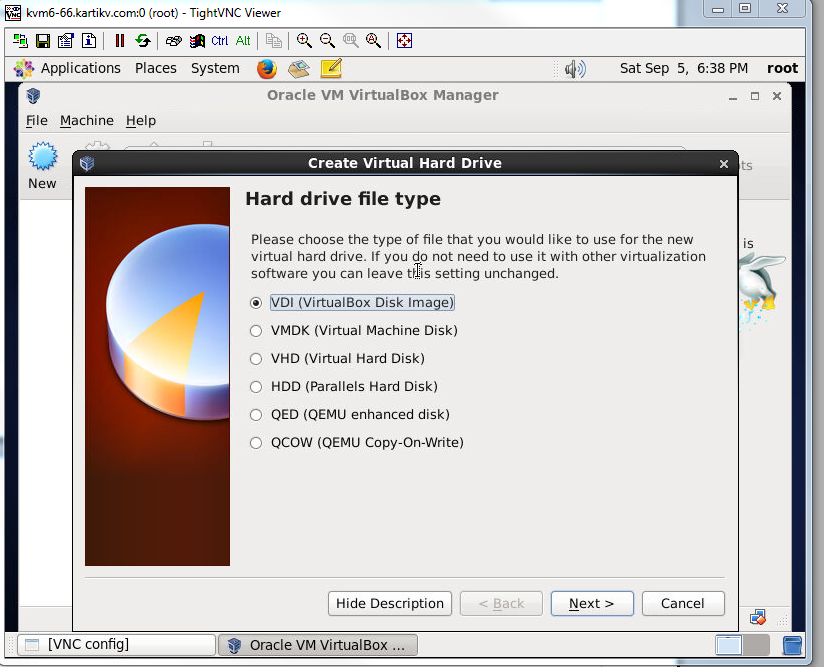 kvm6-66.kartikv.com:0 (root) - TightVNC Viewer
Ctrl Alt
Applications Places System Sat Sep 5, 6:38 PM root
Oracle VM VirtualBox Manager
File Machine Help
New
Create Virtual Hard Drive
Hard drive file type
Please choose the type of file that you would like to use for the new
virtual hard drive. If you do not need to use it with other virtualization
software you can leave this setting unchanged.
is
VDI (VirtualBox Disk Image)
VMDK (Virtual Machine Disk)
VHD (Virtual Hard Disk)
HDD (Parallels Hard Disk)
QED (QEMU enhanced disk)
QCOW (QEMU Copy-On-Write)
Hide Description < Back Next > Cancel
[VNC config] Oracle VM VirtualBox ...